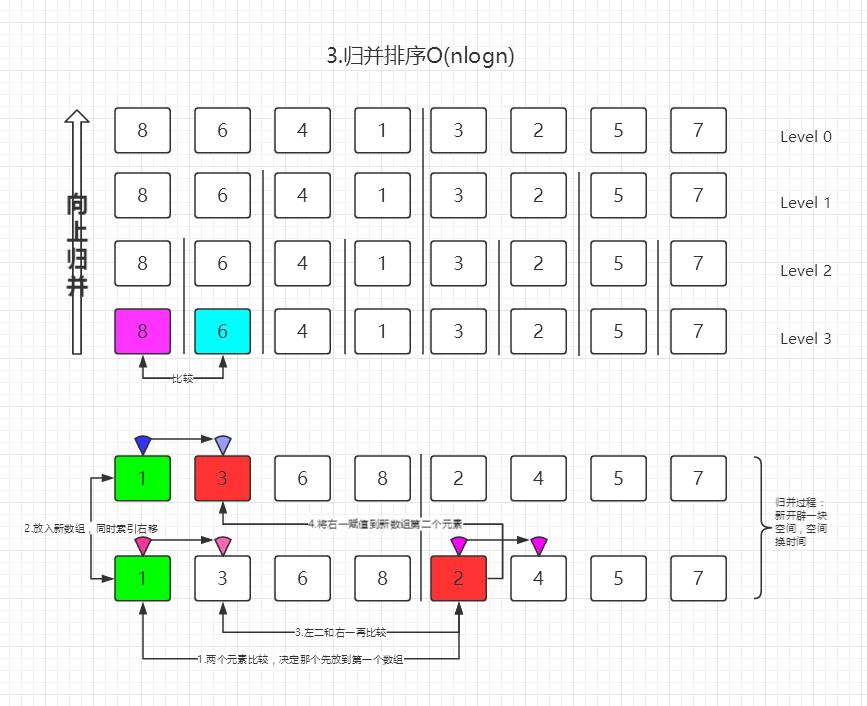 3.归并排序O(nlogn)
8 6 4 1 3 2 5 7 Level 0
8 6 4 1 3 2 5 7 Level 1
8 6 4 1 3 2 5 7 Level 2
8 6 4 1 3 2 5 7 Level 3
向上归并
比较
1 3 6 8 2 4 5 7
2.放入新数组，同时索引右移
4.将右一赋值到新数组第二个元素
归并过程：
新开辟一块
空间，空间
换时间
1 3 6 8 2 4 5 7
3.左二和右一再比较
1.两个元素比较，决定那个先放到第一个数组